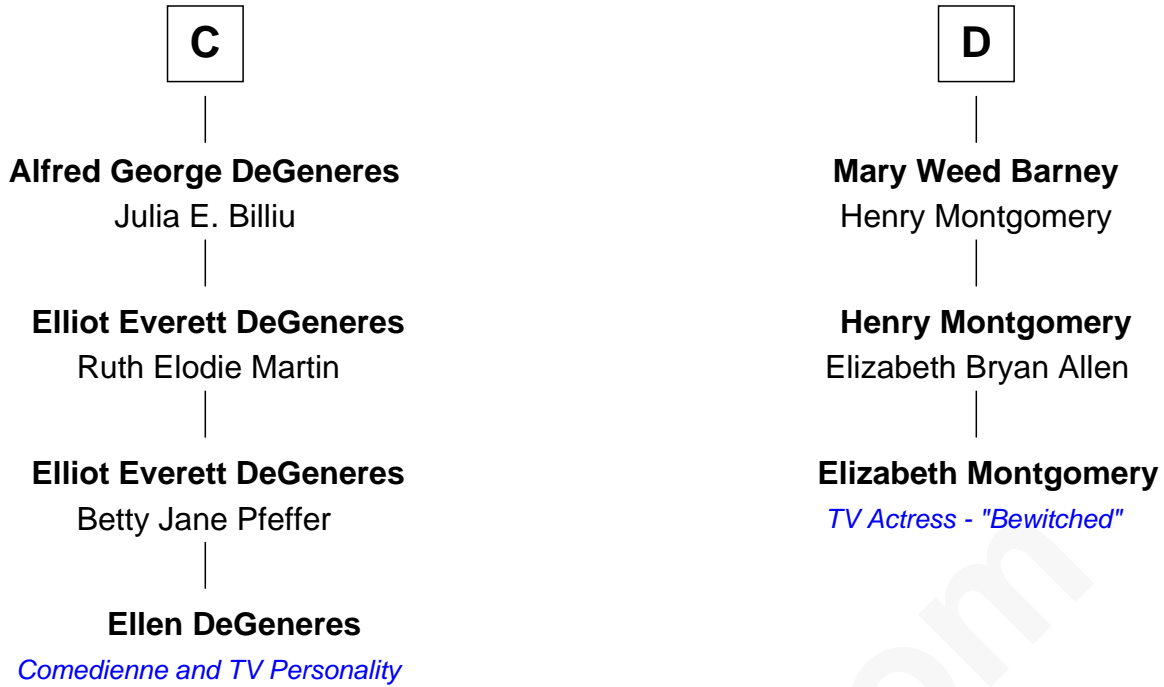 C
Alfred George DeGeneres
Julia E. Billiu
Elliot Everett DeGeneres
Ruth Elodie Martin
Elliot Everett DeGeneres
Betty Jane Pfeffer
Ellen DeGeneres
Comedienne and TV Personality
D
Mary Weed Barney
Henry Montgomery
Henry Montgomery
Elizabeth Bryan Allen
Elizabeth Montgomery
TV Actress - "Bewitched"
om